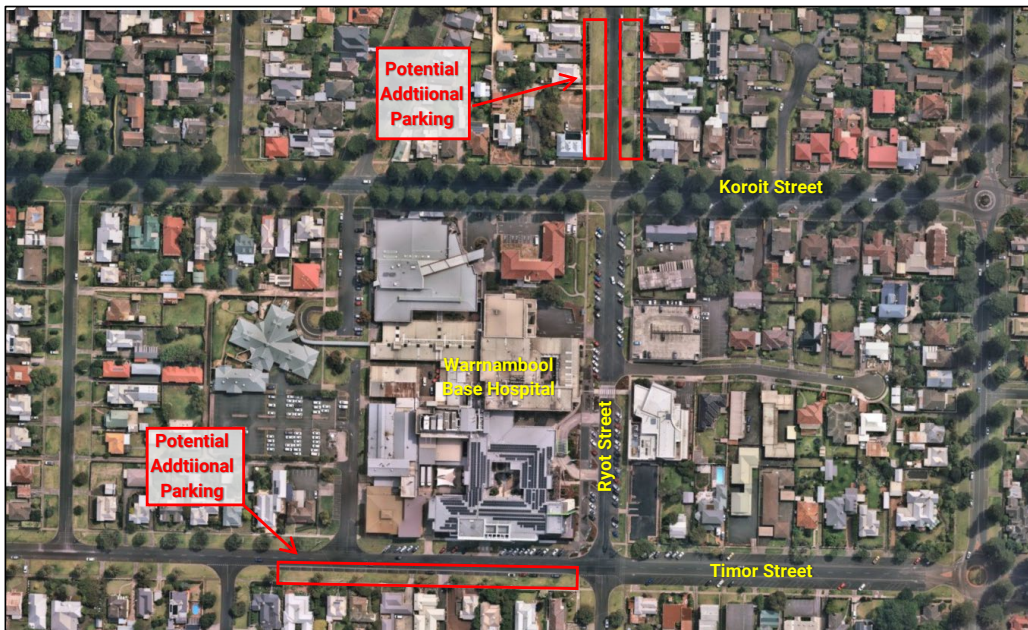 Potential
Addtiional
Parking
Koroit Street
Warrnambool
Base Hospital
Ryot Street
Potential
Addtiional
Parking
Timor Street